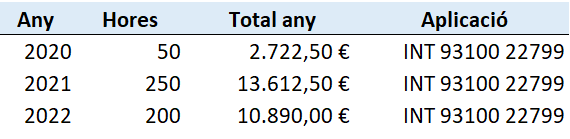 Any Hores Total any Aplicació
2020 50 2.722,50 € INT 93100 22799
2021 250 13.612,50 € INT 93100 22799
2022 200 10.890,00 € INT 93100 22799